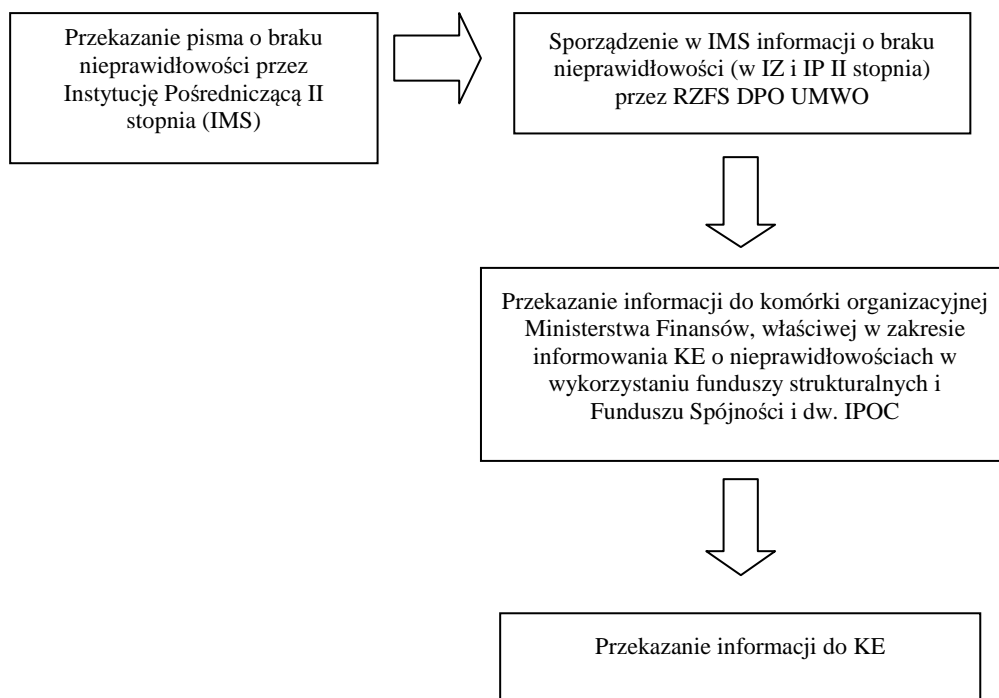 Przekazanie pisma o braku
nieprawidłowości przez
Instytucję Pośredniczącą II
stopnia (IMS)
Sporządzenie w IMS informacji o braku
nieprawidłowości (w IZ i IP II stopnia)
przez RZFS DPO UMWO
Przekazanie informacji do komórki organizacyjnej
Ministerstwa Finansów, właściwej w zakresie
informowania KE o nieprawidłowościach w
wykorzystaniu funduszy strukturalnych i
Funduszu Spójności i dw. IPOC
Przekazanie informacji do KE